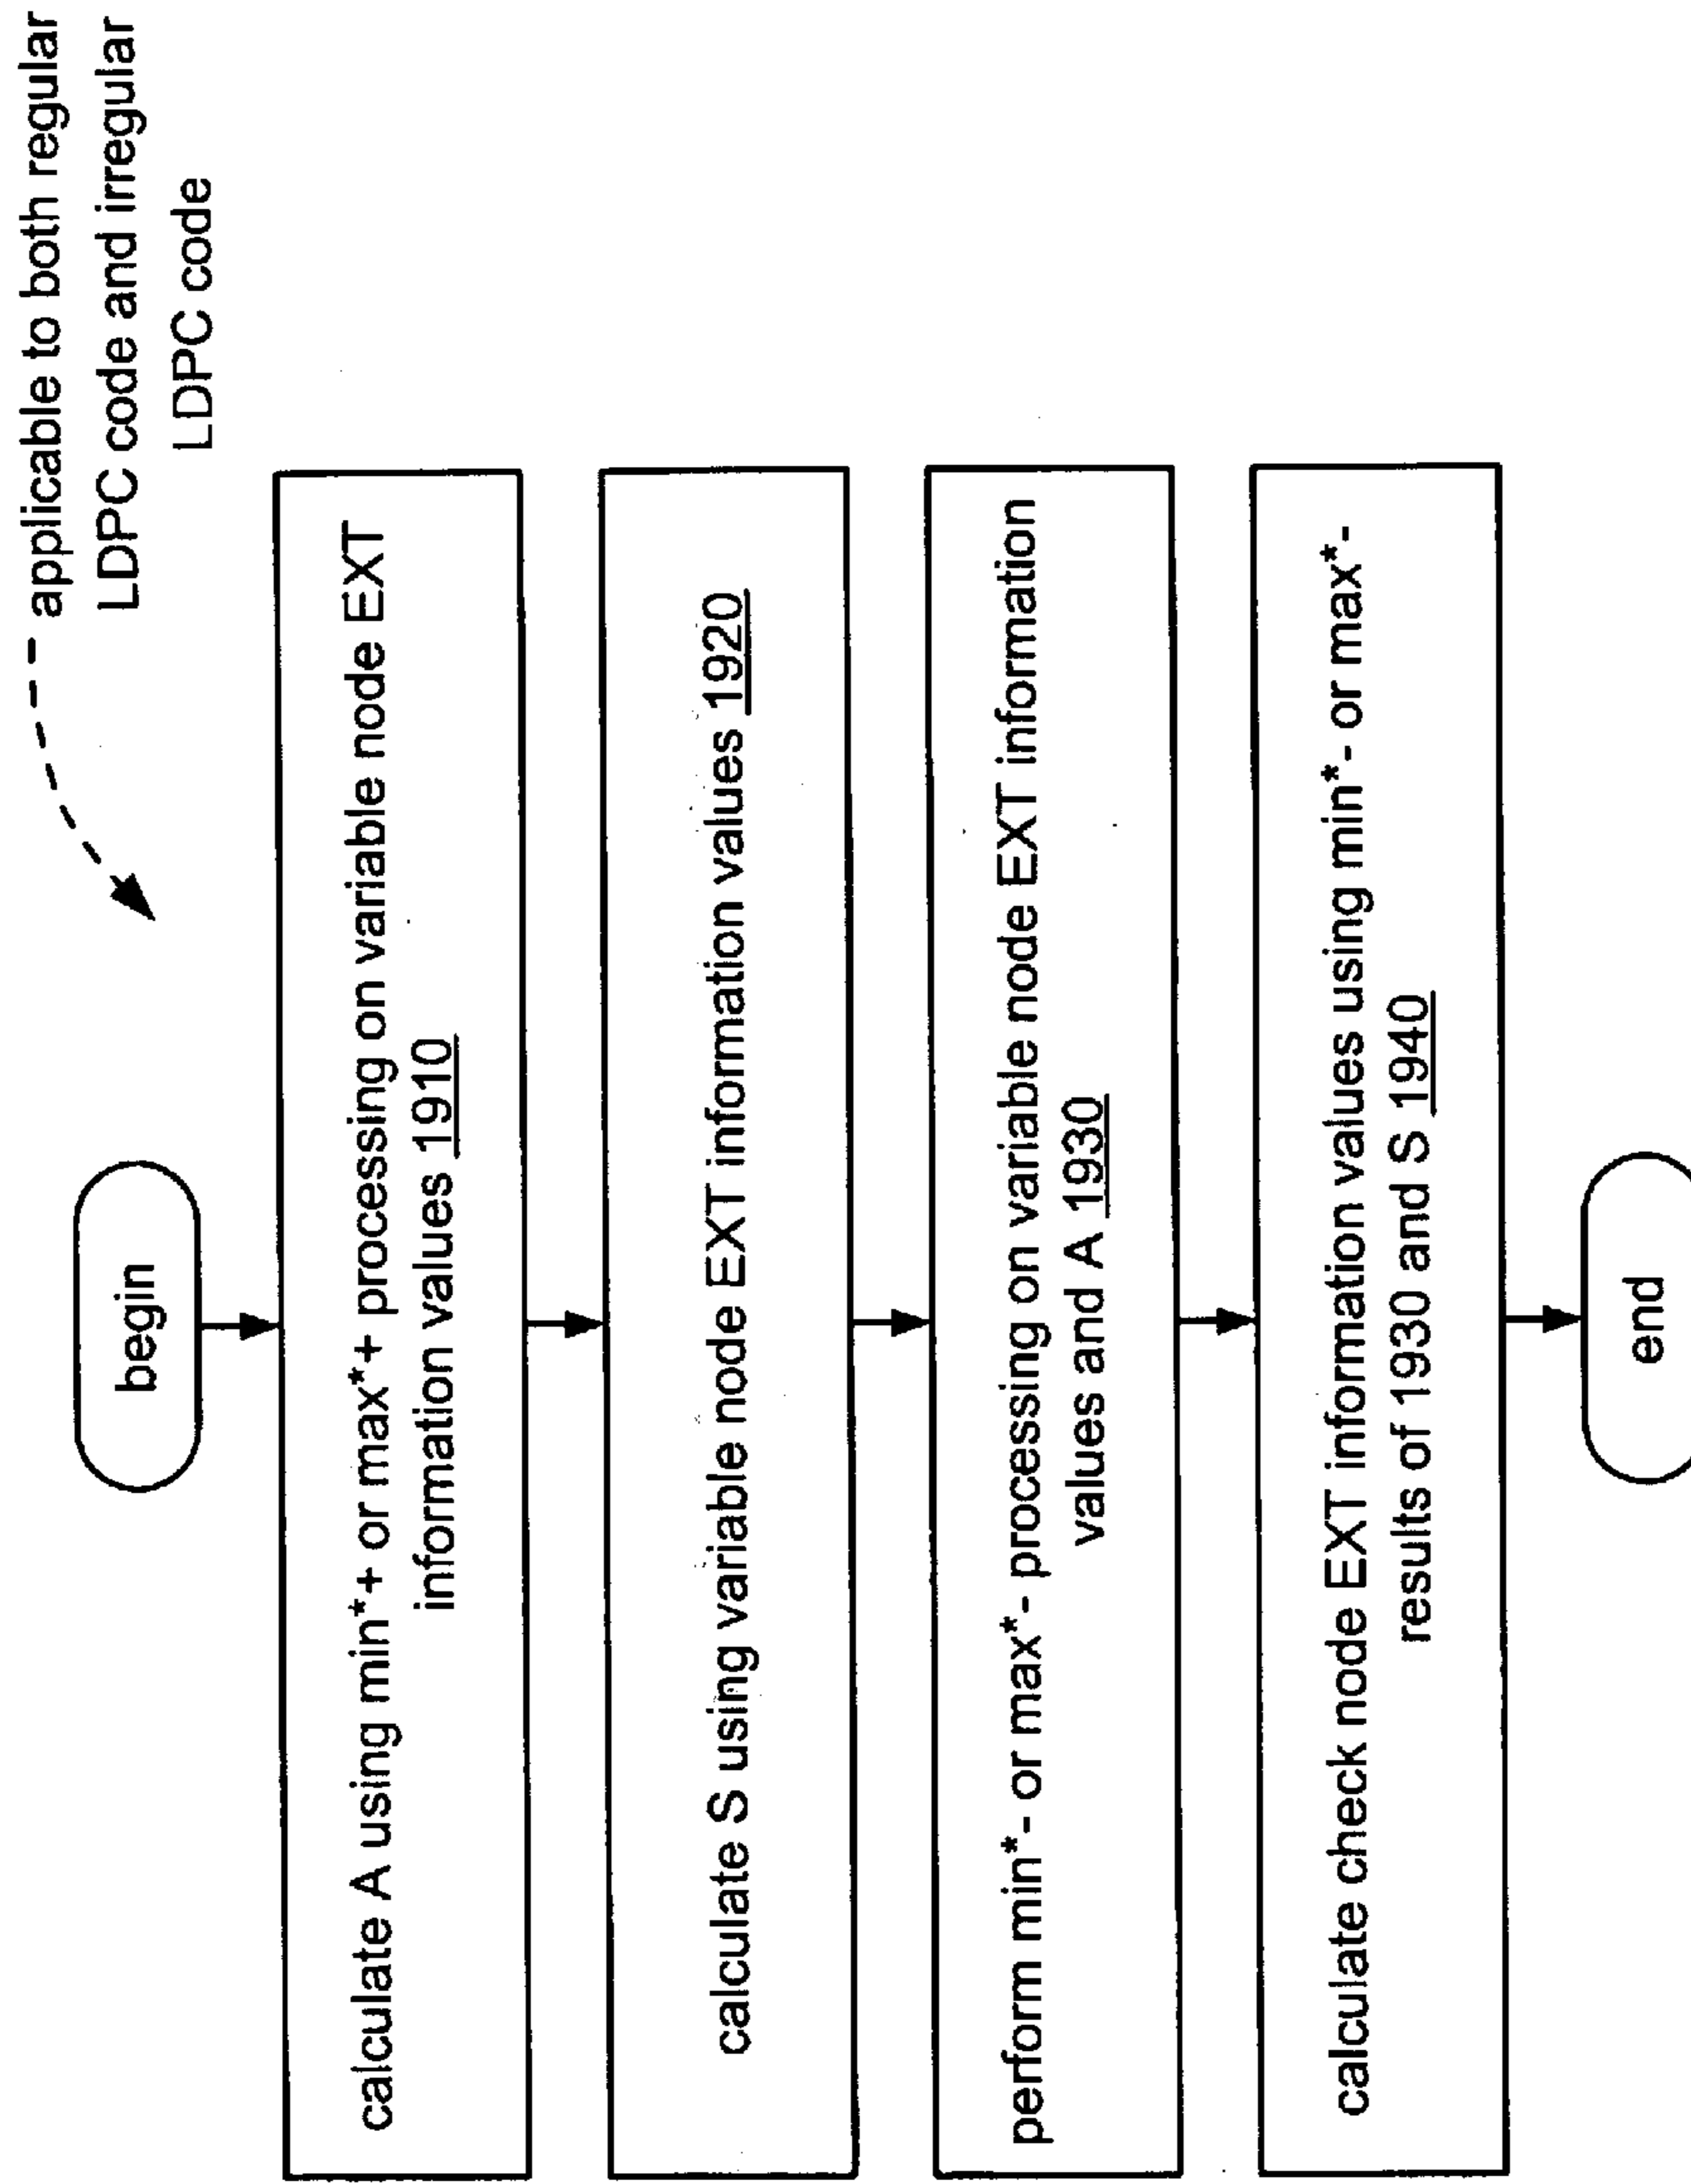 applicable to both regular
LDPC code and irregular
LDPC code
begin
calculate A using min*+ or max*+ processing on variable node EXT
information values 1910
calculate S using variable node EXT information values 1920
perform min*- or max*- processing on variable node EXT information
values and A 1930
calculate check node EXT information values using min*- or max*-
results of 1930 and S 1940
end